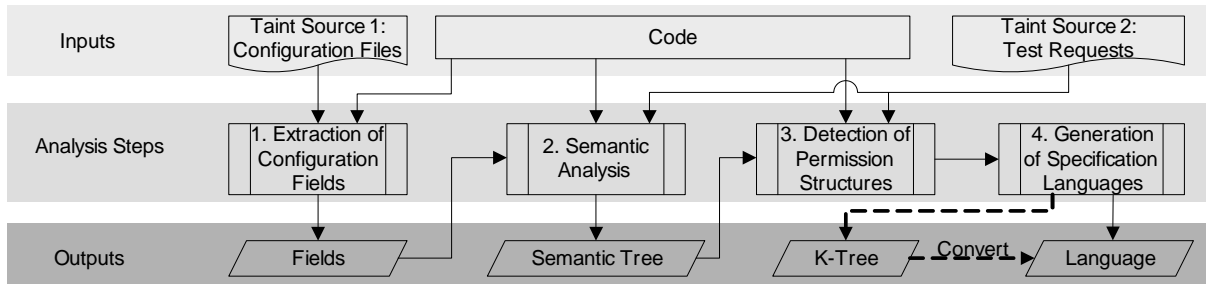 Inputs
Taint Source 1:
Configuration Files
Code
Taint Source 2:
Test Requests
Analysis Steps
1. Extraction of
Configuration
Fields
2. Semantic
Analysis
3. Detection of
Permission
Structures
4. Generation
of Specification
Languages
Outputs
Fields
Semantic Tree
K-Tree
Convert
Language